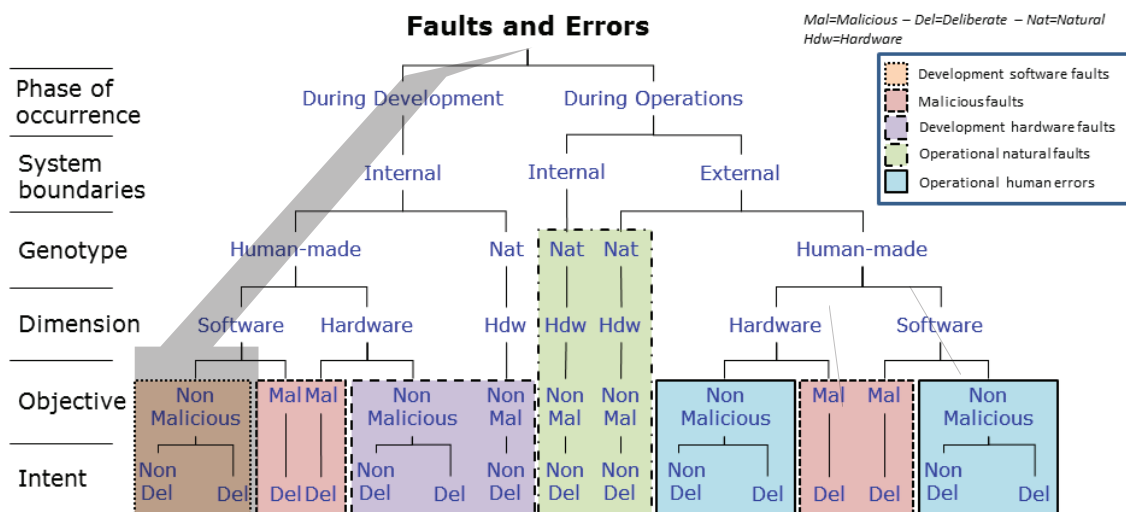 Faults and Errors
Mal=Malicious – Del=Deliberate – Nat=Natural
Hdw=Hardware
Development software faults
Malicious faults
Development hardware faults
Operational natural faults
Operational human errors
Phase of
occurrence
During Development During Operations
System
boundaries
Internal Internal External
Genotype
Human-made Nat Nat Nat Human-made
Dimension
Software Hardware Hdw Hdw Hdw Hardware Software
Objective
Non
Malicious
Mal Mal
Non
Malicious
Non
Mal
Non
Mal
Non
Mal
Non
Malicious
Mal Mal
Non
Malicious
Intent
Non
Del
Del
Del Del
Non
Del
Del
Non
Del
Non
Del
Non
Del
Non
Del
Del
Del Del
Non
Del
Del